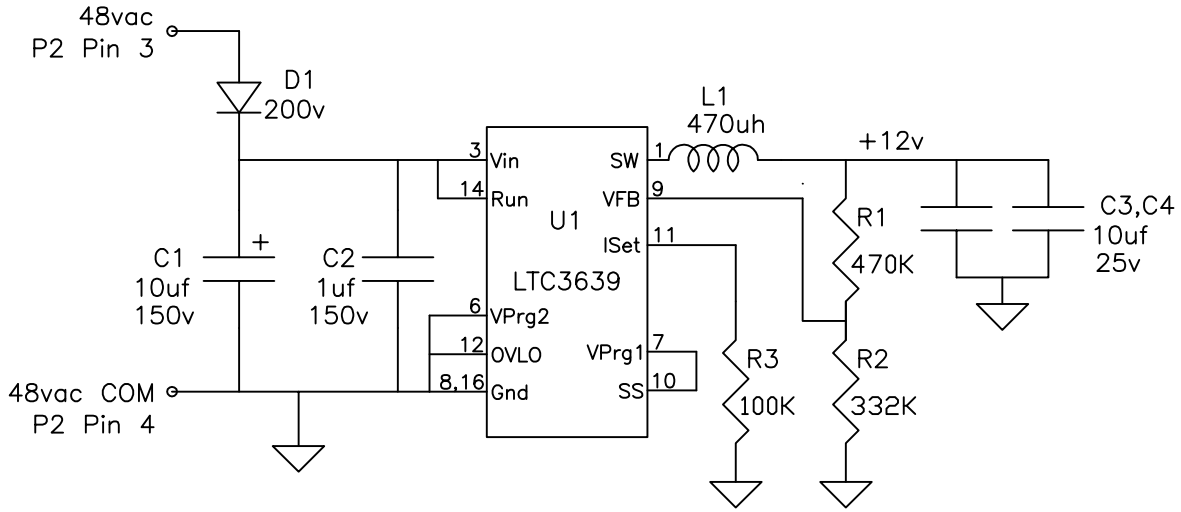 48vac
P2 Pin 3
D1
200v
L1
470uh
+12v
3
Vin
SW
1
14
Run
VFB
9
U1
R1
470K
C3,C4
10uf
25v
ISet
11
C1
+
10uf
150v
C2
1uf
150v
LTC3639
6
VPrg2
12
OVLO
VPrg1
7
8,16
Gnd
SS
10
R3
100K
R2
332K
48vac COM
P2 Pin 4